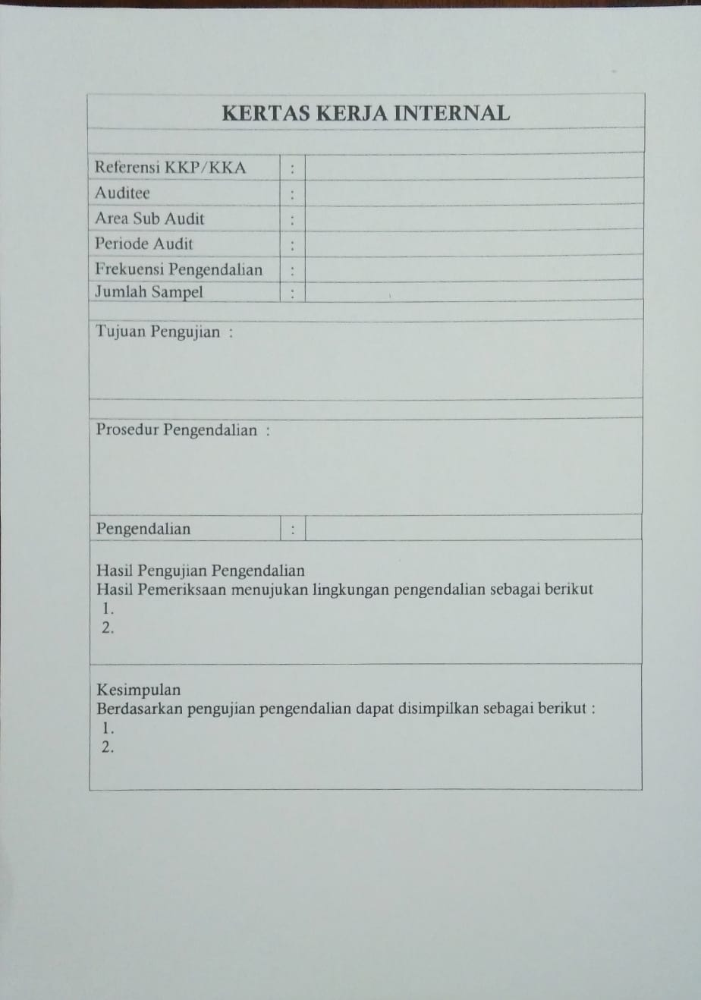 KERTAS KERJA INTERNAL
Referensi KKP/KKA :
Auditee :
Area Sub Audit :
Periode Audit :
Frekuensi Pengendalian :
Jumlah Sampel :
Tujuan Pengujian :
Prosedur Pengendalian :
Pengendalian :
Hasil Pengujian Pengendalian
Hasil Pemeriksaan menujukan lingkungan pengendalian sebagai berikut
1.
2.
Kesimpulan
Berdasarkan pengujian pengendalian dapat disimpilkan sebagai berikut :
1.
2.